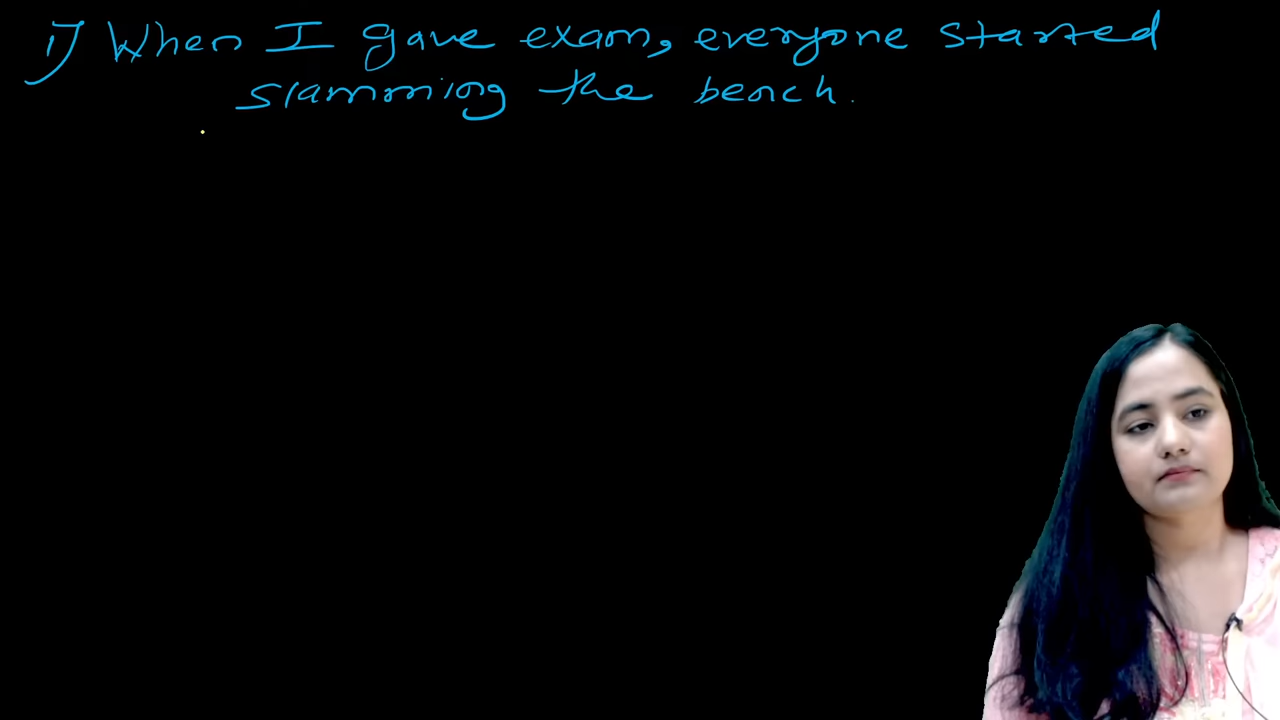 1) When I gave exam, everyone started
slamming the bench.